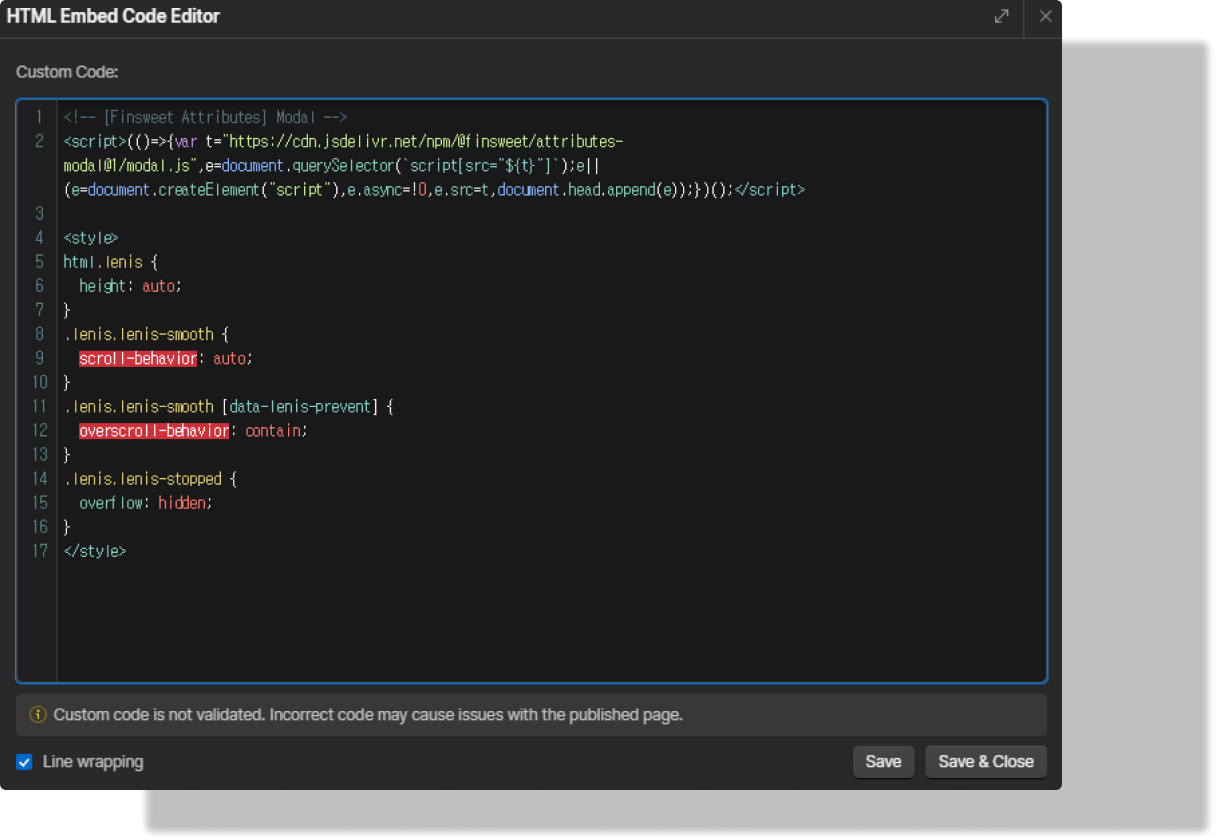 HTML Embed Code Editor
Custom Code:
1 <!-- [Finsweet Attributes] Modal -->
2 <script>(()=>{var t="https://cdn.jsdelivr.net/npm/@finsweet/attributes-
modal@1/modal.js",e=document.querySelector(`script[src="${t}"]`);e||
(e=document.createElement("script"),e.async=!0,e.src=t,document.head.append(e));})();</script>
3
4 <style>
5 html.lenis {
6   height: auto;
7 }
8 .lenis.lenis-smooth {
9   scroll-behavior: auto;
10 }
11 .lenis.lenis-smooth [data-lenis-prevent] {
12   overscroll-behavior: contain;
13 }
14 .lenis.lenis-stopped {
15   overflow: hidden;
16 }
17 </style>
Custom code is not validated. Incorrect code may cause issues with the published page.
Line wrapping Save Save & Close